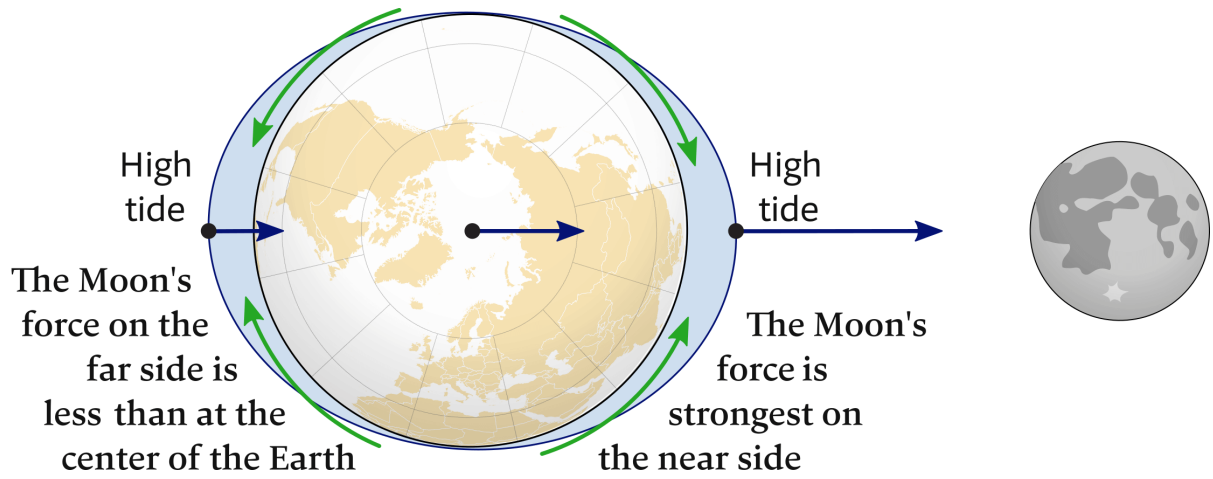 High
tide
High
tide
The Moon's
force on the
far side is
less than at the
center of the Earth
The Moon's
force is
strongest on
the near side